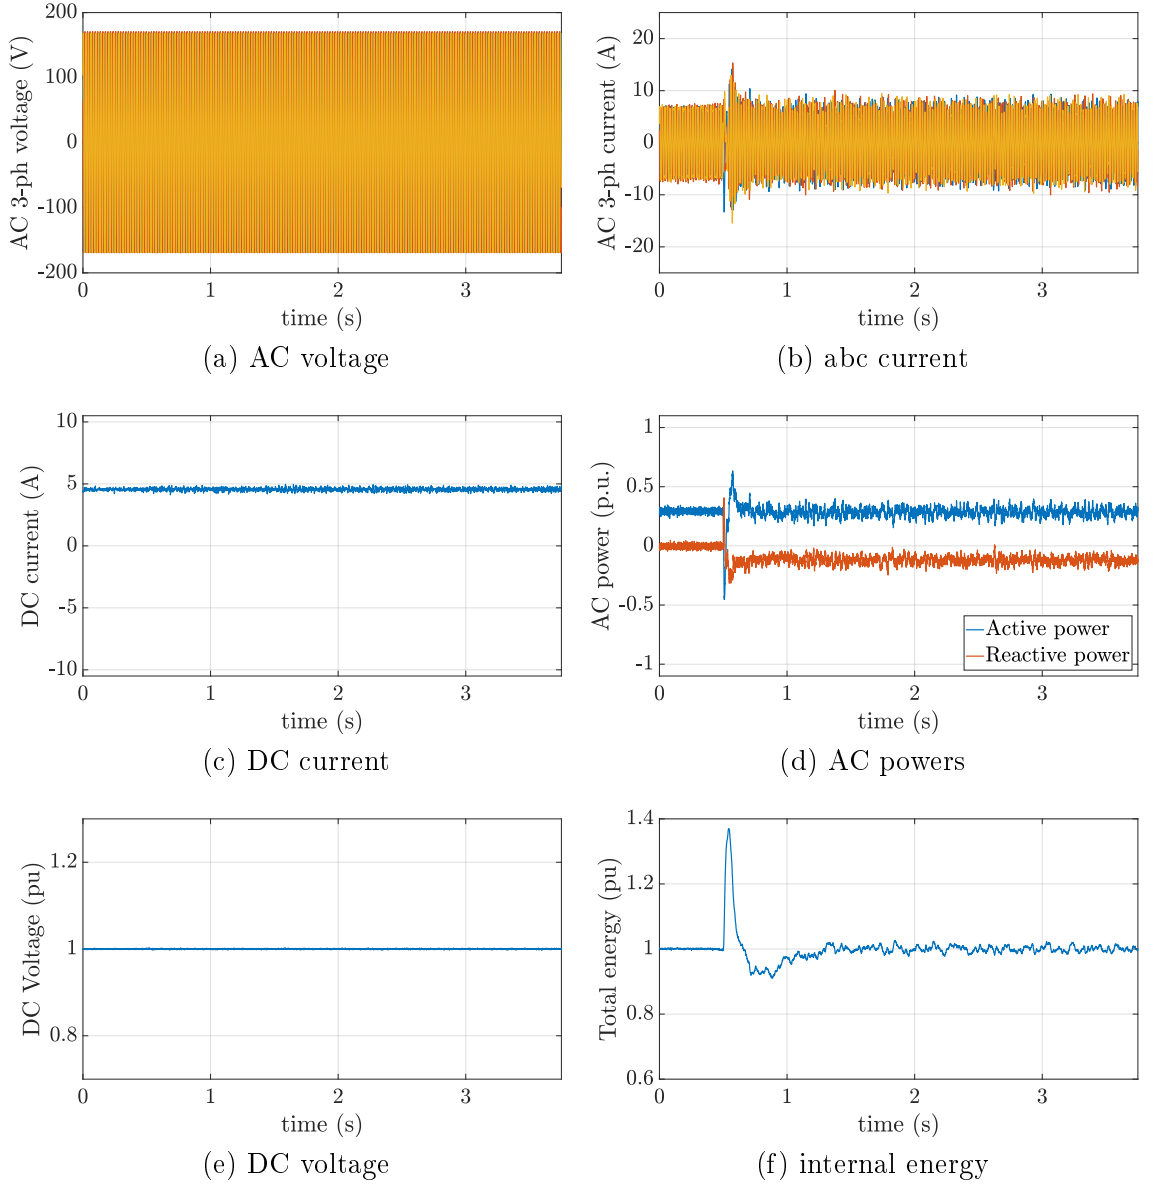 200
100
0
-100
-200
AC 3-ph voltage (V)
0 1 2 3
time (s)
(a) AC voltage
20
10
0
-10
-20
AC 3-ph current (A)
0 1 2 3
time (s)
(b) abc current
10
5
0
-5
-10
DC current (A)
0 1 2 3
time (s)
(c) DC current
1
0.5
0
-0.5
-1
AC power (p.u.)
Active power
Reactive power
0 1 2 3
time (s)
(d) AC powers
1.2
1
0.8
DC Voltage (pu)
0 1 2 3
time (s)
(e) DC voltage
1.4
1.2
1
0.8
0.6
Total energy (pu)
0 1 2 3
time (s)
(f) internal energy